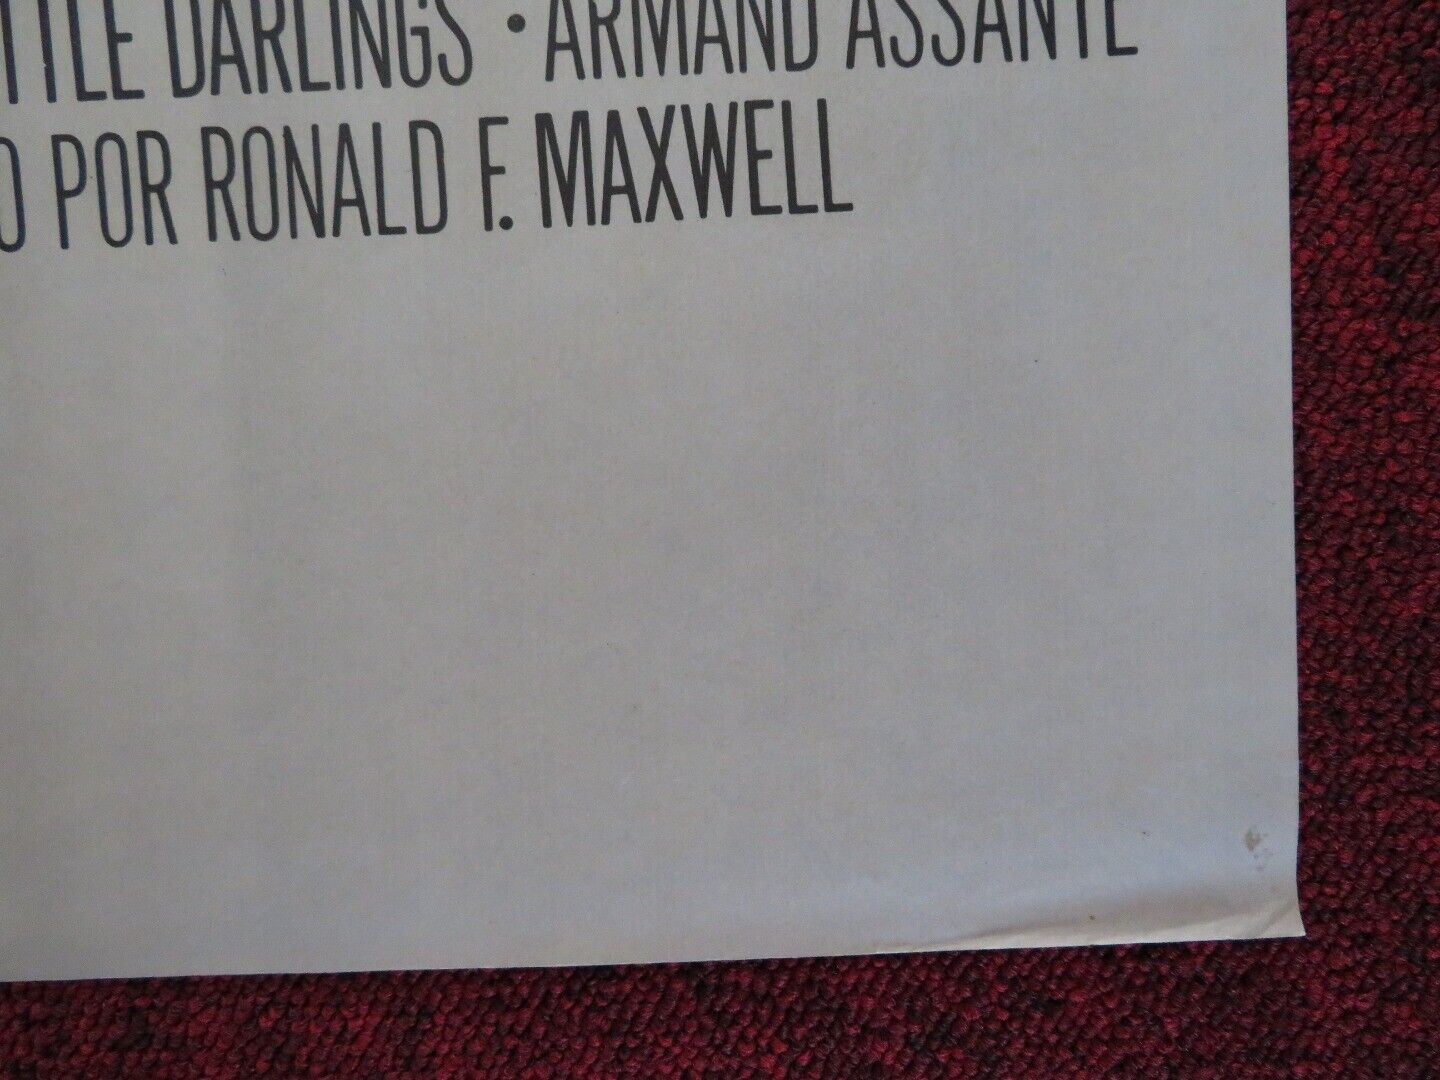 TTLE DARLINGS • ARMAND ASSANTE
O POR RONALD F. MAXWELL